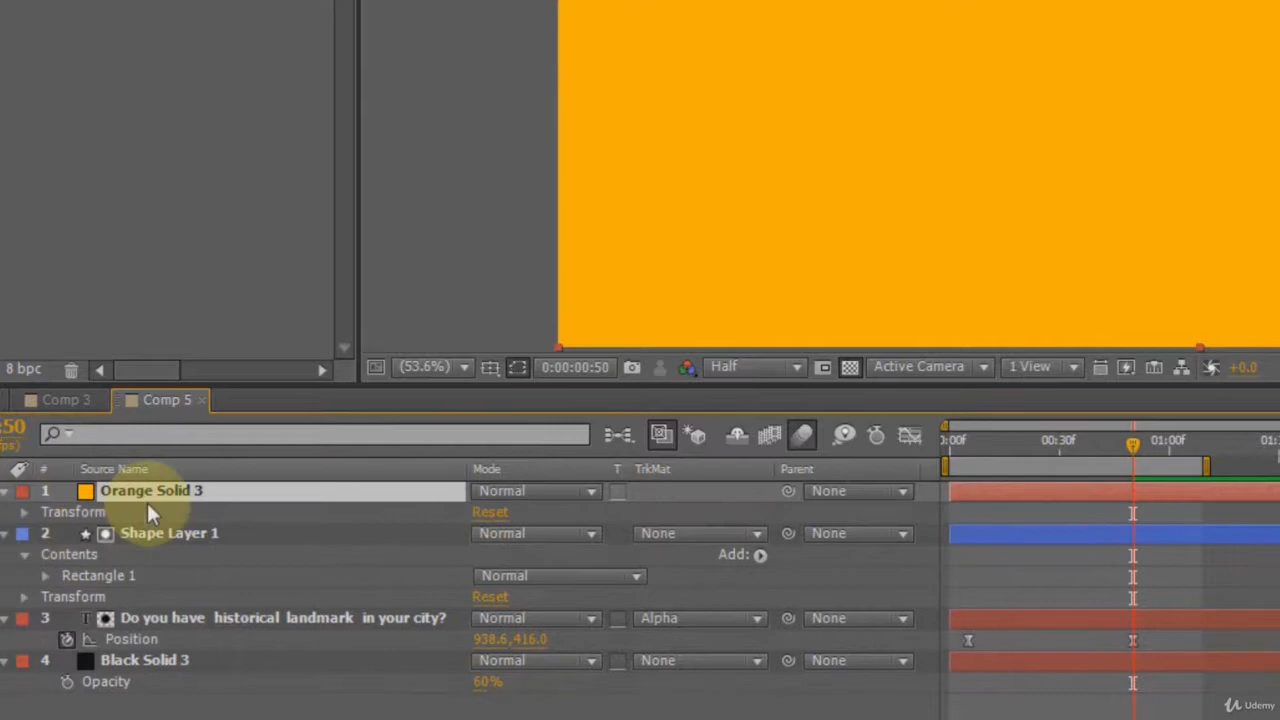 8 bpc
(53.6%)
0:00:00:50
Half
Active Camera
1 View
+0.0
Comp 3
Comp 5
:50
fps)
:00f
00:30f
01:00f
01:
#
Source Name
Mode
T
TrkMat
Parent
1
Orange Solid 3
Normal
None
Transform
Reset
2
Shape Layer 1
Normal
None
None
Contents
Add:
Rectangle 1
Normal
Transform
Reset
3
T
Do you have historical landmark in your city?
Normal
Alpha
None
Position
938.6,416.0
4
Black Solid 3
Normal
None
None
Opacity
60%
Udemy